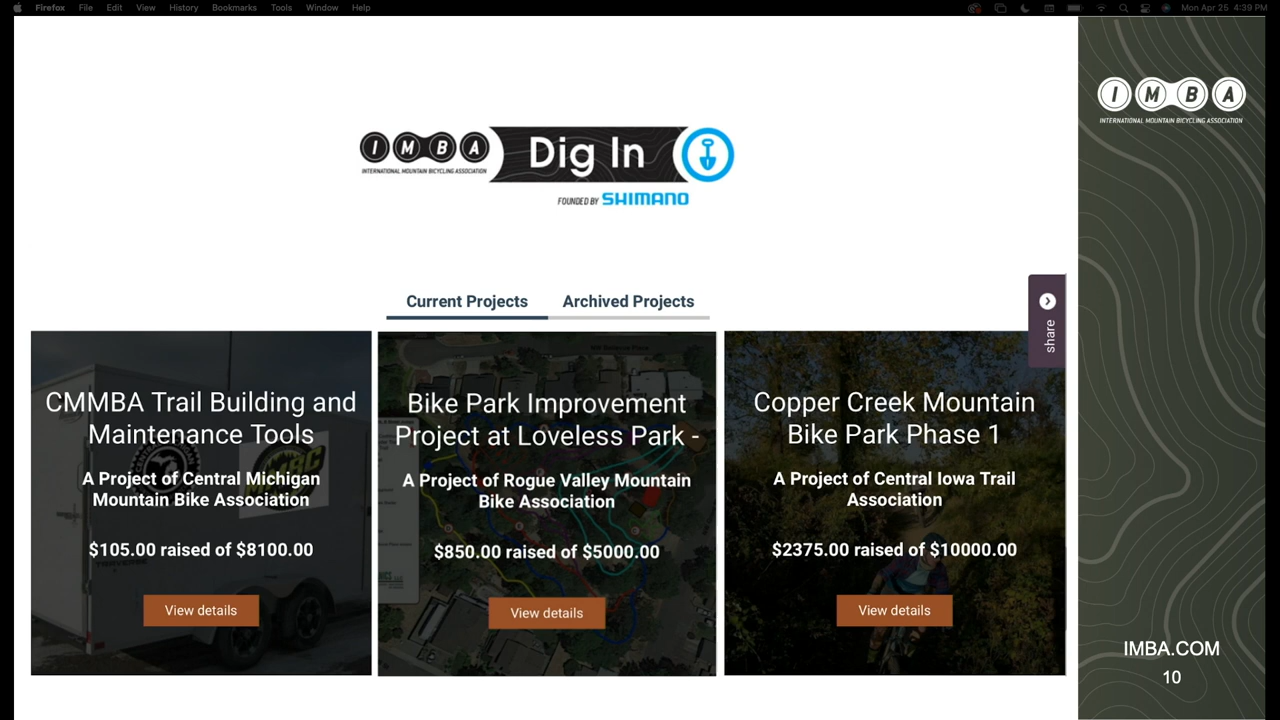 Firefox File Edit View History Bookmarks Tools Window Help
Mon Apr 25 4:39 PM
I M B A
INTERNATIONAL MOUNTAIN BICYCLING ASSOCIATION
I M B A
INTERNATIONAL MOUNTAIN BICYCLING ASSOCIATION
Dig In
FOUNDED BY SHIMANO
Current Projects Archived Projects
share
CMMBA Trail Building and
Maintenance Tools
A Project of Central Michigan
Mountain Bike Association
$105.00 raised of $8100.00
View details
Bike Park Improvement
Project at Loveless Park -
A Project of Rogue Valley Mountain
Bike Association
$850.00 raised of $5000.00
View details
Copper Creek Mountain
Bike Park Phase 1
A Project of Central Iowa Trail
Association
$2375.00 raised of $10000.00
View details
IMBA.COM
10